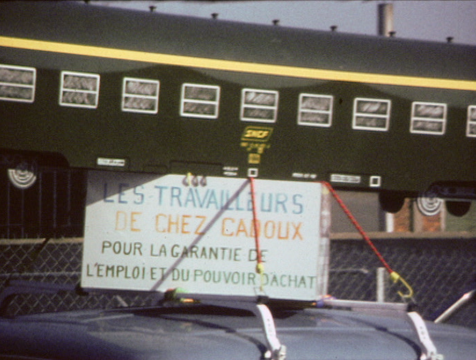 SNCF
LES TRAVAILLEURS
DE CHEZ CADOUX
POUR LA GARANTIE DE
L'EMPLOI ET DU POUVOIR D'ACHAT